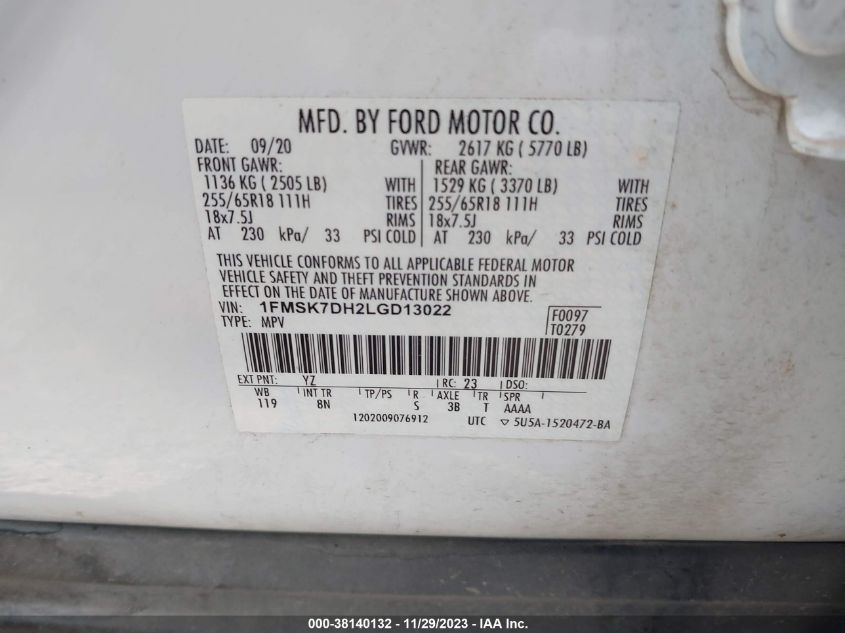 MFD. BY FORD MOTOR CO.
DATE: 09/20 GVWR: 2617 KG ( 5770 LB)
FRONT GAWR: REAR GAWR:
1136 KG ( 2505 LB) WITH 1529 KG ( 3370 LB) WITH
255/65R18 111H TIRES 255/65R18 111H TIRES
18x7.5J RIMS 18x7.5J RIMS
AT 230 kPa/ 33 PSI COLD AT 230 kPa/ 33 PSI COLD
THIS VEHICLE CONFORMS TO ALL APPLICABLE FEDERAL MOTOR
VEHICLE SAFETY AND THEFT PREVENTION STANDARDS IN
EFFECT ON THE DATE OF MANUFACTURE SHOWN ABOVE.
VIN: 1FMSK7DH2LGD13022 F0097
TYPE: MPV T0279
EXT PNT: YZ RC: 23 DSO:
WB INT TR TP/PS R AXLE TR SPR
119 8N S 3B T AAAA
1202009076912 UTC ▽ 5U5A-1520472-BA
000-38140132 - 11/29/2023 - IAA Inc.